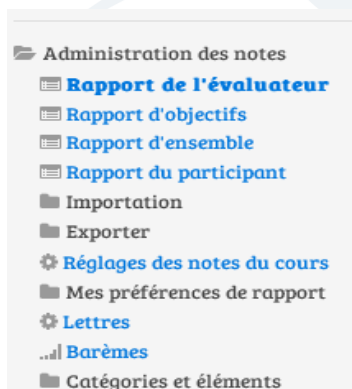 Administration des notes
Rapport de l'évaluateur
Rapport d'objectifs
Rapport d'ensemble
Rapport du participant
Importation
Exporter
Réglages des notes du cours
Mes préférences de rapport
Lettres
Barèmes
Catégories et éléments